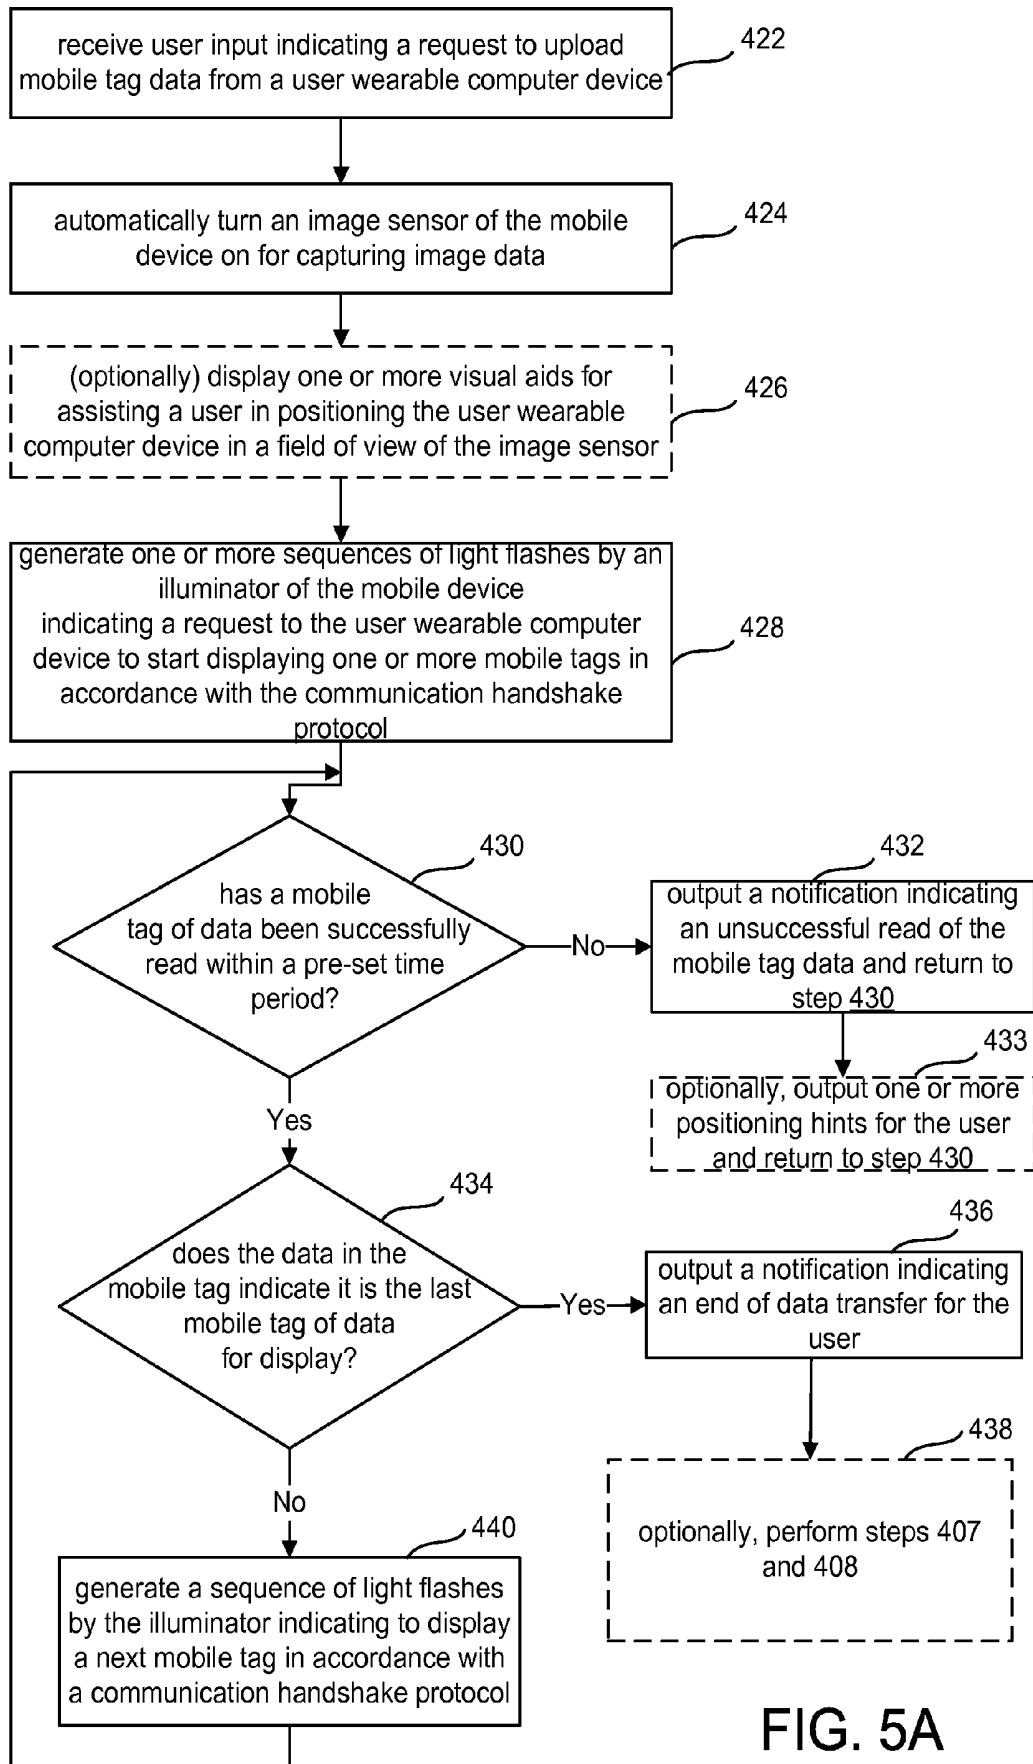 receive user input indicating a request to upload
mobile tag data from a user wearable computer device
422
automatically turn an image sensor of the mobile
device on for capturing image data
424
(optionally) display one or more visual aids for
assisting a user in positioning the user wearable
computer device in a field of view of the image sensor
426
generate one or more sequences of light flashes by an
illuminator of the mobile device
indicating a request to the user wearable computer
device to start displaying one or more mobile tags in
accordance with the communication handshake
protocol
428
has a mobile
tag of data been successfully
read within a pre-set time
period?
430
No
output a notification indicating
an unsuccessful read of the
mobile tag data and return to
step 430
432
optionally, output one or more
positioning hints for the user
and return to step 430
433
Yes
does the data in the
mobile tag indicate it is the last
mobile tag of data
for display?
434
Yes
output a notification indicating
an end of data transfer for the
user
436
optionally, perform steps 407
and 408
438
No
generate a sequence of light flashes
by the illuminator indicating to display
a next mobile tag in accordance with
a communication handshake protocol
440
FIG. 5A